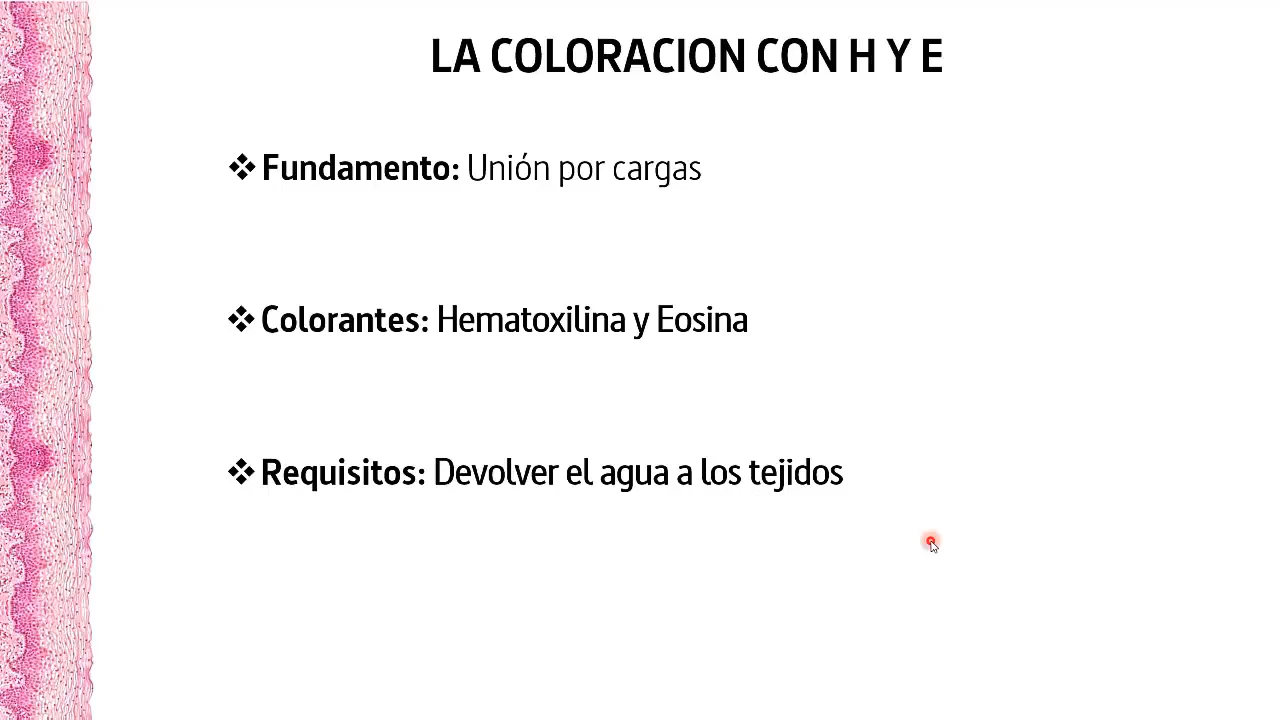 LA COLORACION CON H Y E
❖ Fundamento: Unión por cargas
❖ Colorantes: Hematoxilina y Eosina
❖ Requisitos: Devolver el agua a los tejidos